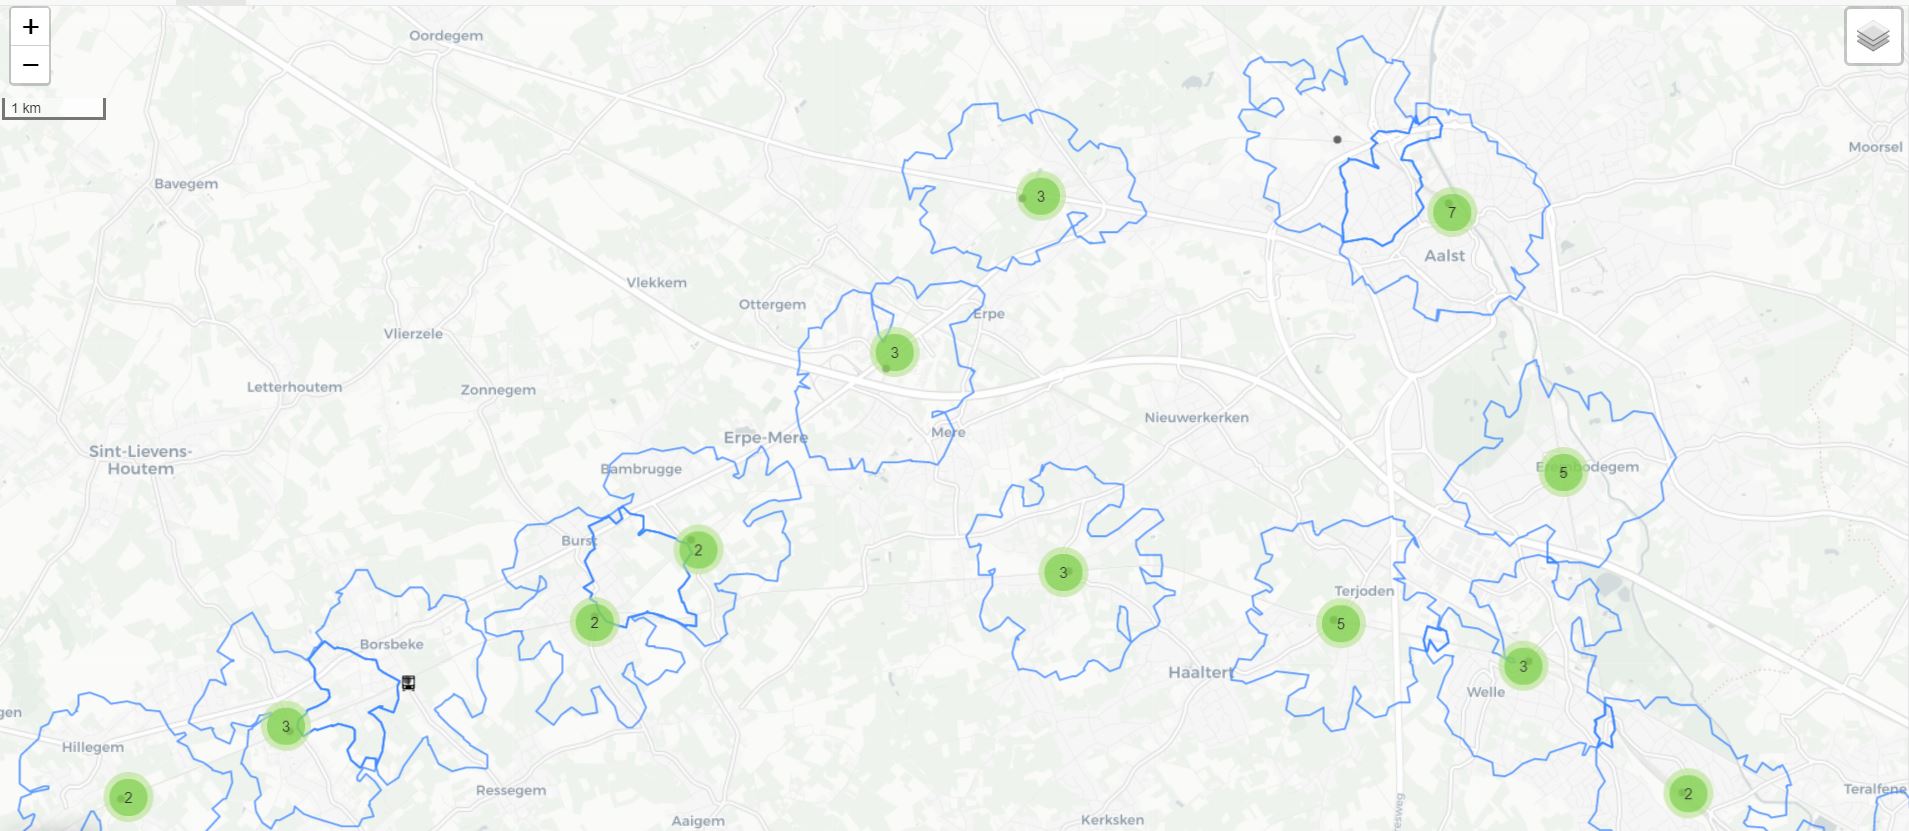 +
−
1 km
Oordegem
Moorsel
Bavegem
3
7
Aalst
Vlekkem
Ottergem
Erpe
Vlierzele
3
Letterhoutem
Zonnegem
Nieuwerkerken
Mere
Erpe-Mere
Sint-Lievens-
Houtem
Bambrugge
5
Burst
2
3
Terjoden
2
5
Borsbeke
3
Haaltert
Welle
3
Hillegem
Ressegem
2
2
Teralfene
Aaigem
Kerksken